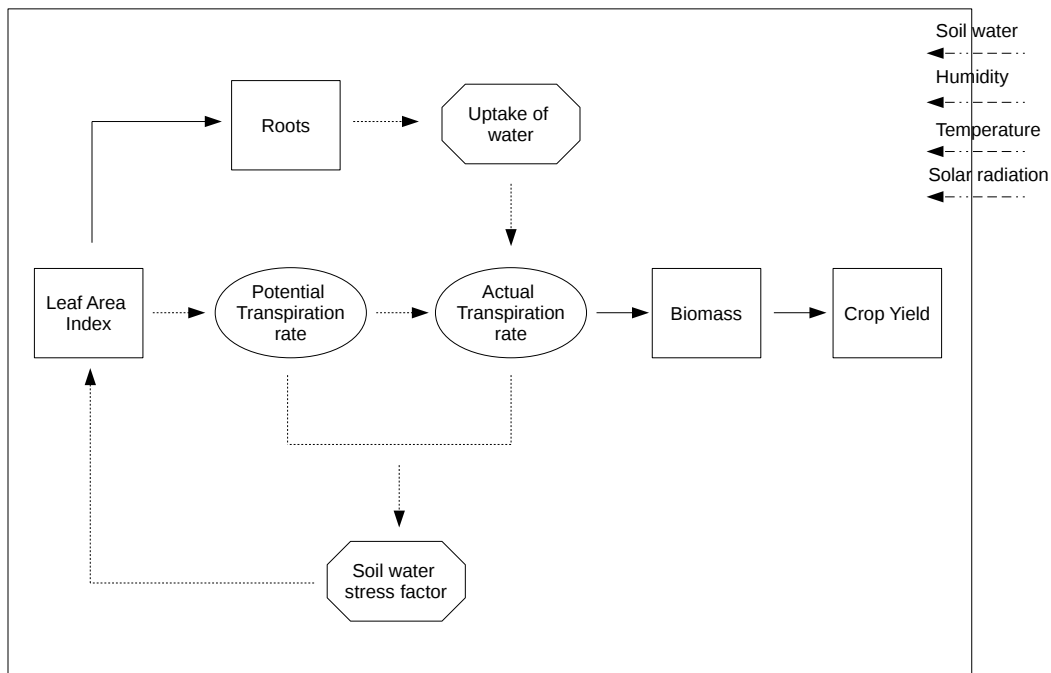 Soil water
Humidity
Temperature
Solar radiation
Roots
Uptake of
water
Leaf Area
Index
Potential
Transpiration
rate
Actual
Transpiration
rate
Biomass
Crop Yield
Soil water
stress factor